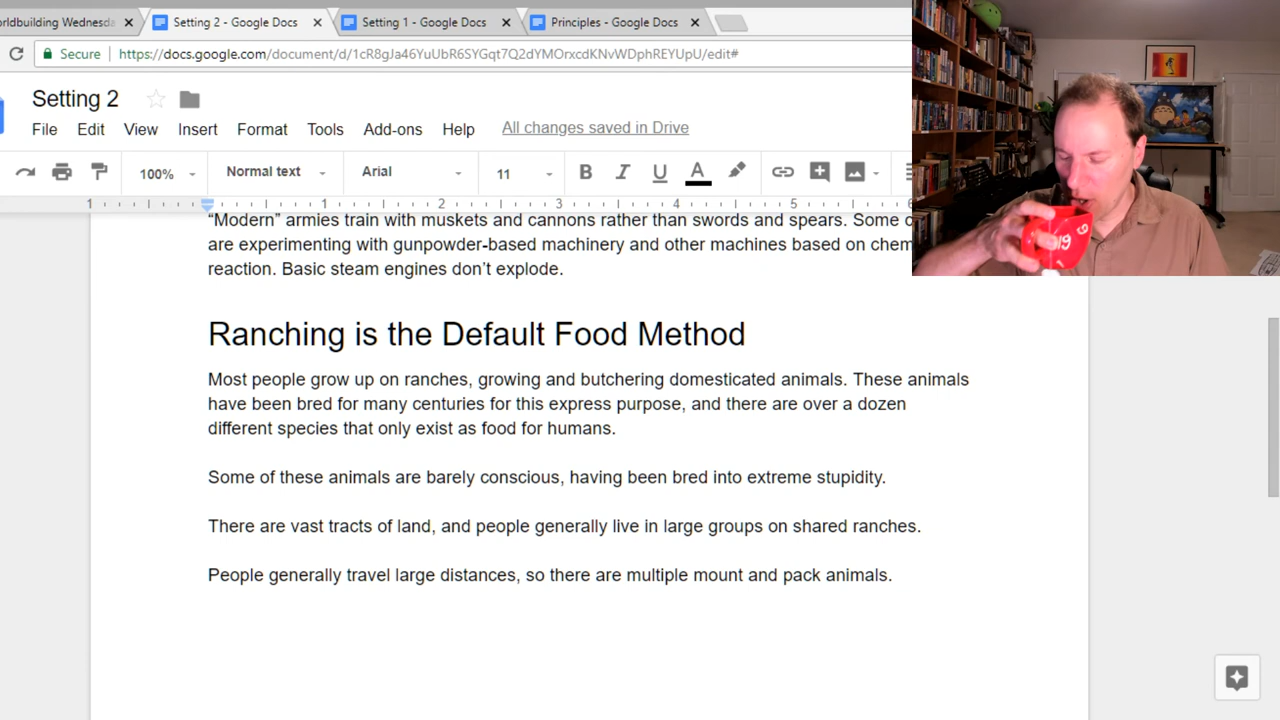 rldbuilding Wednesda
Setting 2 - Google Docs
Setting 1 - Google Docs
Principles - Google Docs
Secure
https://docs.google.com/document/d/1cR8gJa46YuUbR6SYGqt7Q2dYMOrxcdKNvWDphREYUpU/edit#
Setting 2
File Edit View Insert Format Tools Add-ons Help All changes saved in Drive
100% Normal text Arial 11 B I U A
1 1 2 3 4 5
“Modern” armies train with muskets and cannons rather than swords and spears. Some
are experimenting with gunpowder-based machinery and other machines based on chem
reaction. Basic steam engines don’t explode.
Ranching is the Default Food Method
Most people grow up on ranches, growing and butchering domesticated animals. These animals
have been bred for many centuries for this express purpose, and there are over a dozen
different species that only exist as food for humans.
Some of these animals are barely conscious, having been bred into extreme stupidity.
There are vast tracts of land, and people generally live in large groups on shared ranches.
People generally travel large distances, so there are multiple mount and pack animals.